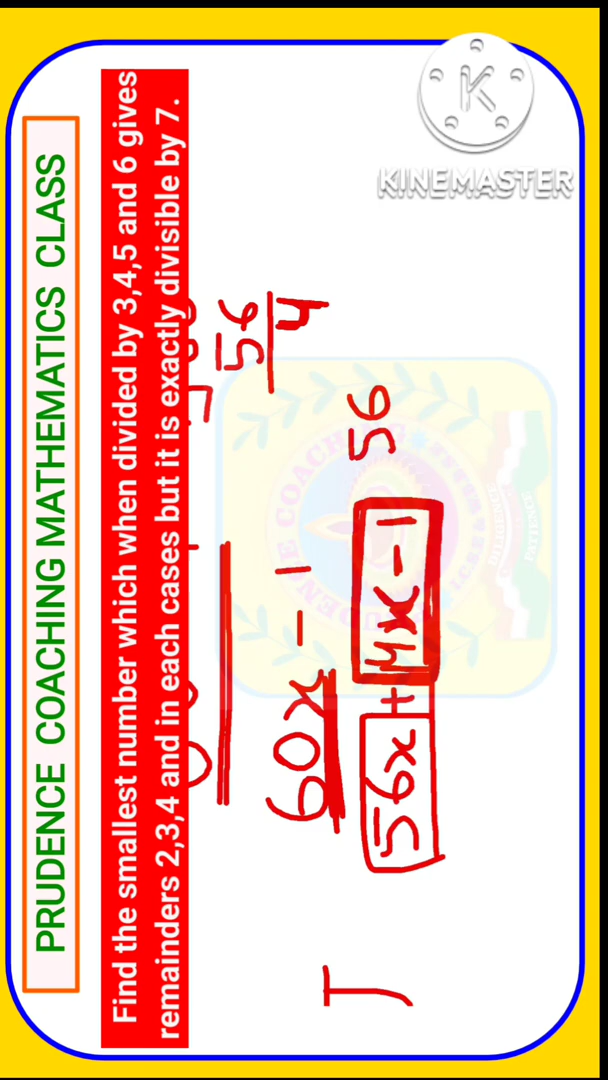 PRUDENCE COACHING MATHEMATICS CLASS
Find the smallest number which when divided by 3,4,5 and 6 gives
remainders 2,3,4 and in each cases but it is exactly divisible by 7.
56
4
60x - 1
56x + 4x - 1 56
K
KINEMASTER